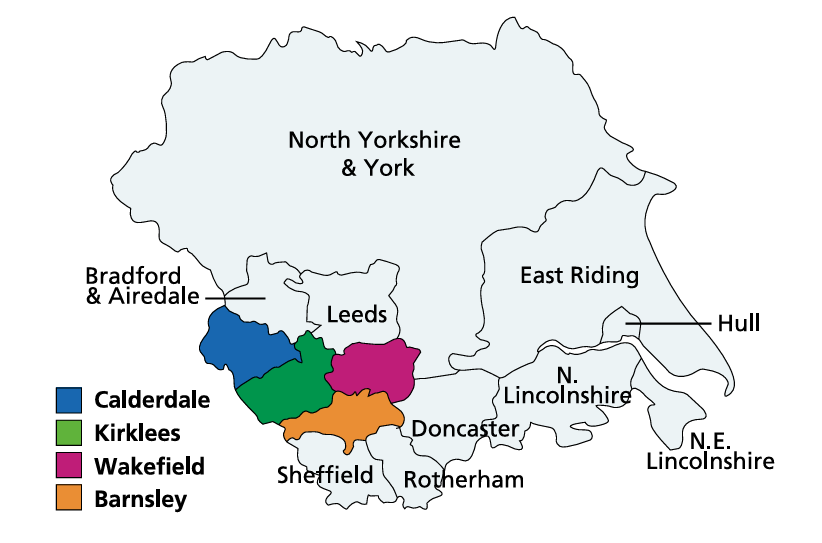 North Yorkshire
& York
Bradford
& Airedale
Leeds
East Riding
Hull
N.
Lincolnshire
Calderdale
Kirklees
Wakefield
Barnsley
Doncaster
N.E.
Lincolnshire
Sheffield
Rotherham